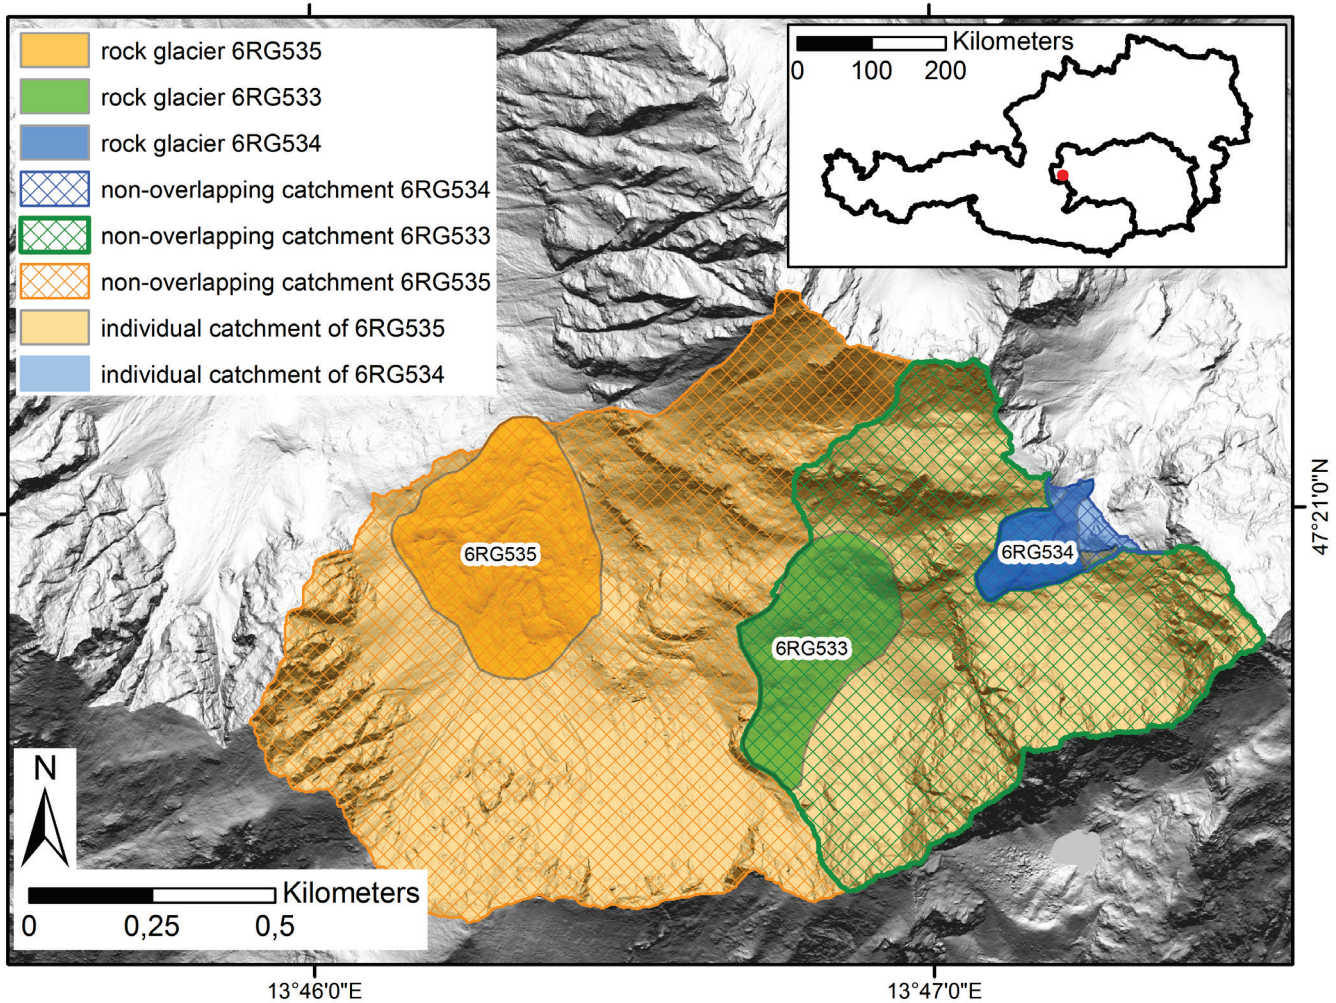 rock glacier 6RG535
rock glacier 6RG533
rock glacier 6RG534
non-overlapping catchment 6RG534
non-overlapping catchment 6RG533
non-overlapping catchment 6RG535
individual catchment of 6RG535
individual catchment of 6RG534
Kilometers
0 100 200
6RG535
6RG534
6RG533
47°21'0"N
N
Kilometers
0 0,25 0,5
13°46'0"E 13°47'0"E